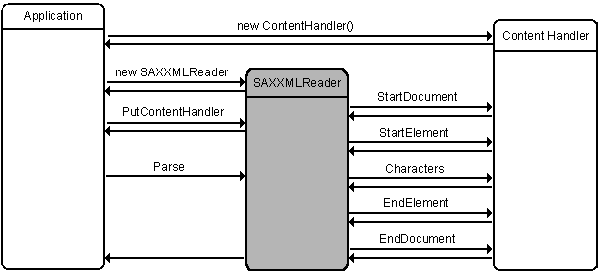 Application
new ContentHandler()
Content Handler
new SAXXMLReader
SAXXMLReader
StartDocument
PutContentHandler
StartElement
Parse
Characters
EndElement
EndDocument